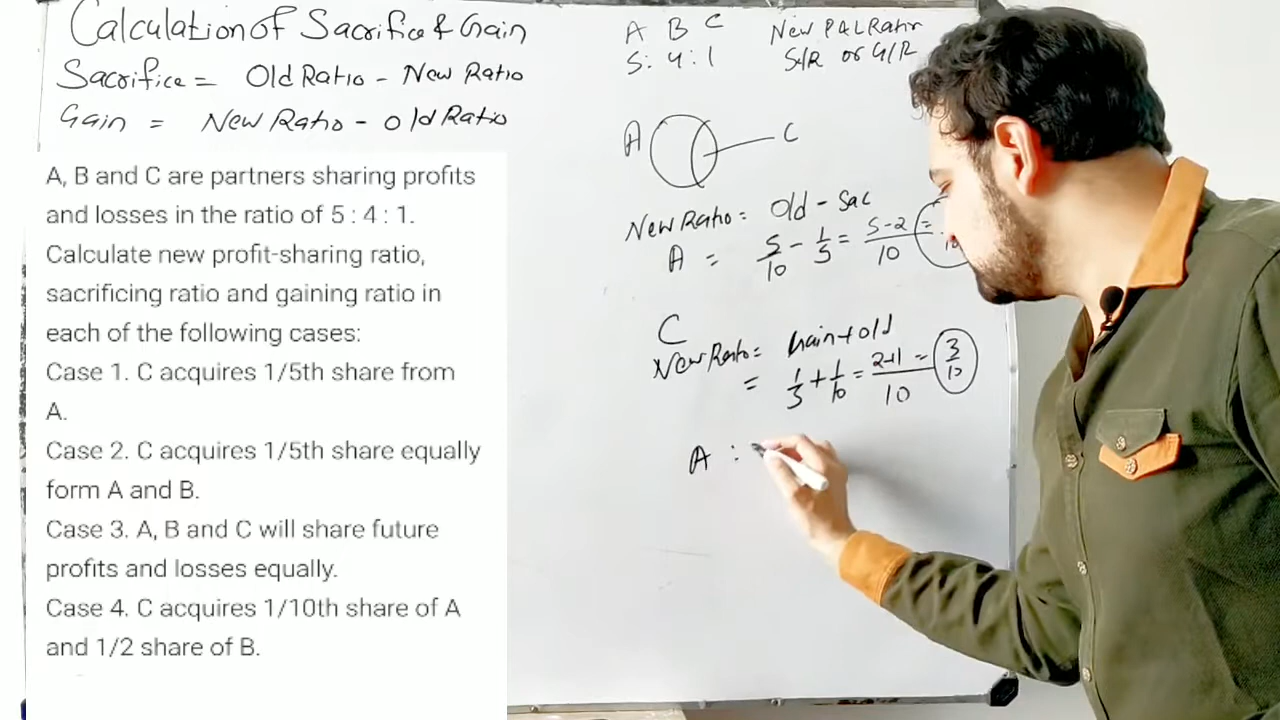 Calculation of Sacrifice & Gain
Sacrifice = Old Ratio - New Ratio
Gain = New Ratio - Old Ratio
A, B and C are partners sharing profits
and losses in the ratio of 5 : 4 : 1.
Calculate new profit-sharing ratio,
sacrificing ratio and gaining ratio in
each of the following cases:
Case 1. C acquires 1/5th share from
A.
Case 2. C acquires 1/5th share equally
form A and B.
Case 3. A, B and C will share future
profits and losses equally.
Case 4. C acquires 1/10th share of A
and 1/2 share of B.
A B C
5: 4: 1
New P&L Ratio
S/R or G/R
A
C
New Ratio = Old - Sac
A = 5/10 - 1/5 = 5-2/10 =
C
New Ratio = Gain + old
= 1/5 + 1/10 = 2+1/10 = 3/10
A :